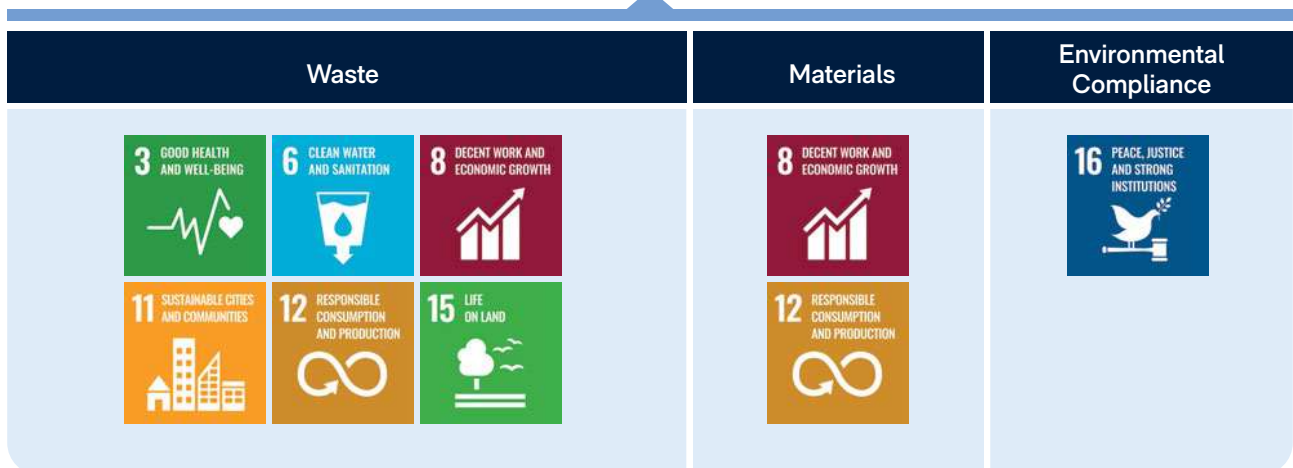 Waste
Materials
Environmental
Compliance
3 GOOD HEALTH
AND WELL-BEING
6 CLEAN WATER
AND SANITATION
8 DECENT WORK AND
ECONOMIC GROWTH
11 SUSTAINABLE CITIES
AND COMMUNITIES
12 RESPONSIBLE
CONSUMPTION
AND PRODUCTION
15 LIFE
ON LAND
8 DECENT WORK AND
ECONOMIC GROWTH
12 RESPONSIBLE
CONSUMPTION
AND PRODUCTION
16 PEACE, JUSTICE
AND STRONG
INSTITUTIONS